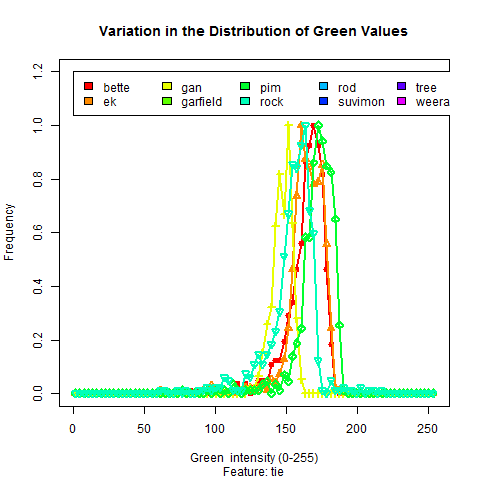 Variation in the Distribution of Green Values
bette gan pim rod tree
ek garfield rock suvimon weera
Frequency
0.0 0.2 0.4 0.6 0.8 1.0 1.2
0 50 100 150 200 250
Green intensity (0-255)
Feature: tie